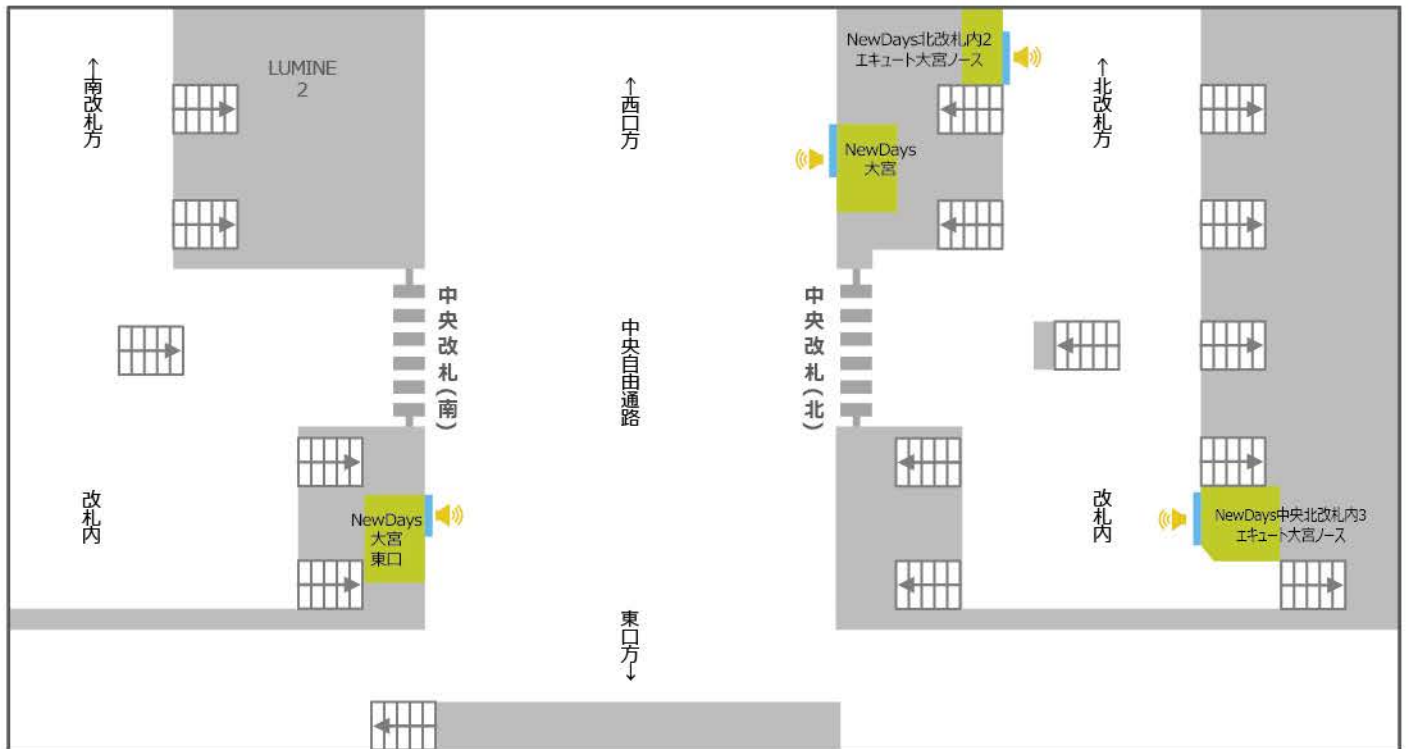 ↑南改札方
LUMINE
2
↑西口方
NewDays北改札内2
エキュート大宮ノース
↑北改札方
NewDays
大宮
中央改札(南)
中央自由通路
中央改札(北)
改札内
NewDays
大宮
東口
改札内
NewDays中央北改札内3
エキュート大宮ノース
東口方↓